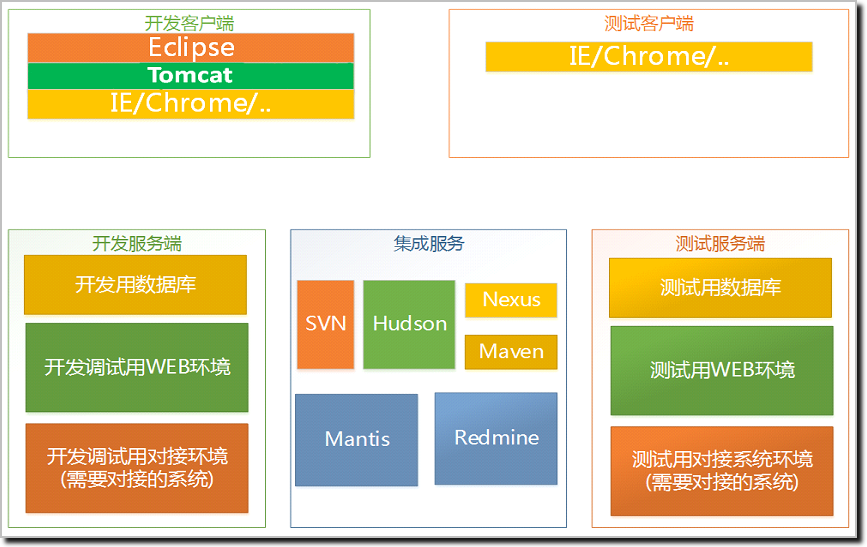 开发客户端
Eclipse
Tomcat
IE/Chrome/..
测试客户端
IE/Chrome/..
开发服务端
开发用数据库
开发调试用WEB环境
开发调试用对接环境
(需要对接的系统)
集成服务
SVN
Hudson
Nexus
Maven
Mantis
Redmine
测试服务端
测试用数据库
测试用WEB环境
测试用对接系统环境
(需要对接的系统)